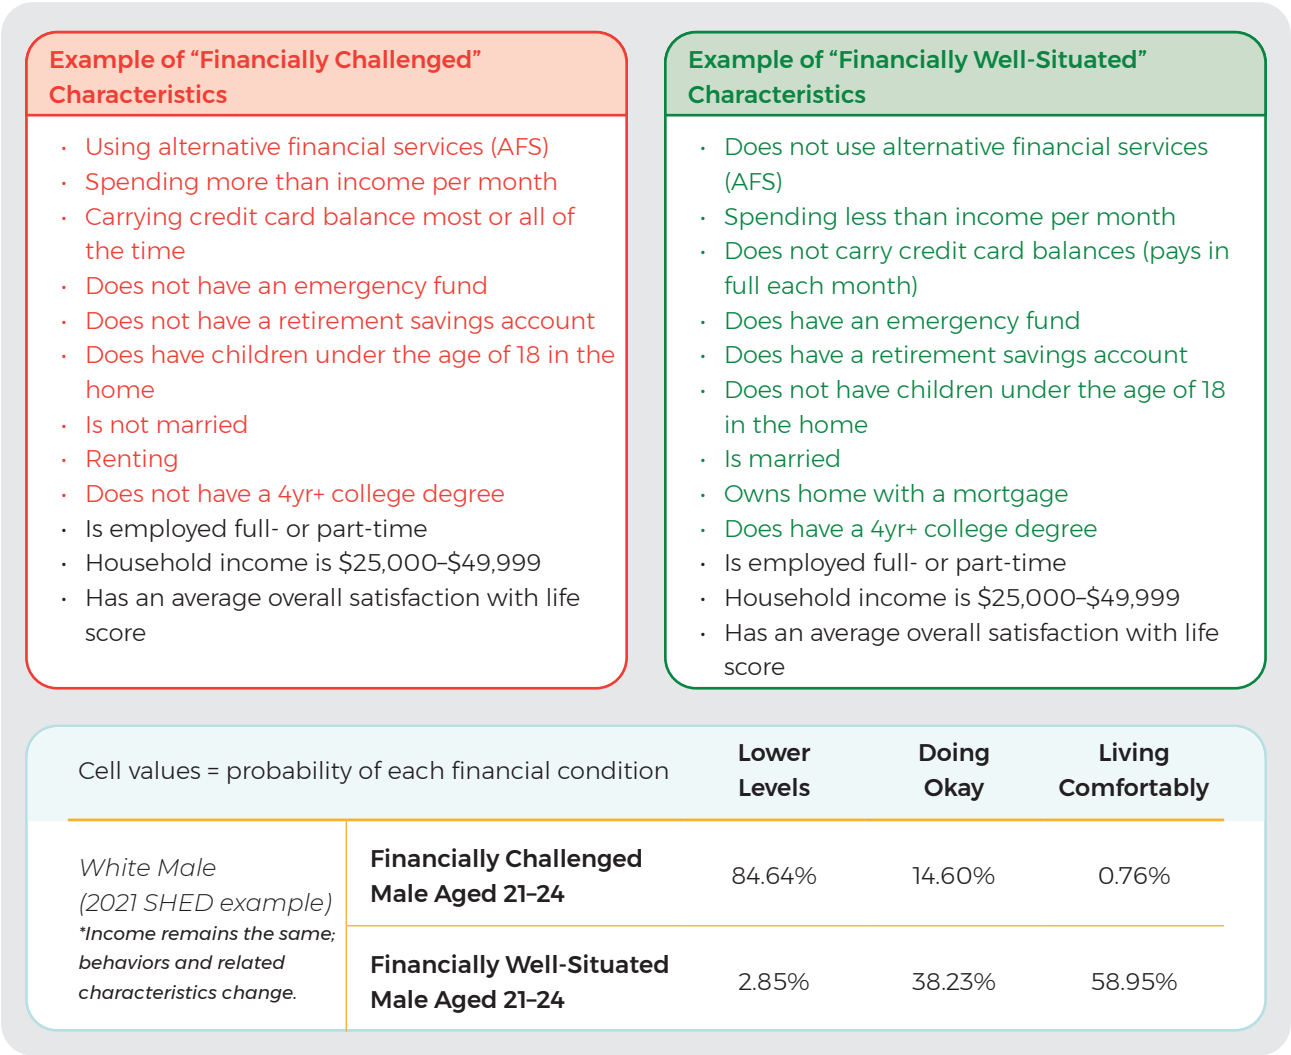 Example of “Financially Challenged”
Characteristics
• Using alternative financial services (AFS)
• Spending more than income per month
• Carrying credit card balance most or all of
the time
• Does not have an emergency fund
• Does not have a retirement savings account
• Does have children under the age of 18 in the
home
• Is not married
• Renting
• Does not have a 4yr+ college degree
• Is employed full- or part-time
• Household income is $25,000–$49,999
• Has an average overall satisfaction with life
score
Example of “Financially Well-Situated”
Characteristics
• Does not use alternative financial services
(AFS)
• Spending less than income per month
• Does not carry credit card balances (pays in
full each month)
• Does have an emergency fund
• Does have a retirement savings account
• Does not have children under the age of 18
in the home
• Is married
• Owns home with a mortgage
• Does have a 4yr+ college degree
• Is employed full- or part-time
• Household income is $25,000–$49,999
• Has an average overall satisfaction with life
score
Cell values = probability of each financial condition
Lower
Levels
Doing
Okay
Living
Comfortably
White Male
(2021 SHED example)
*Income remains the same;
behaviors and related
characteristics change.
Financially Challenged
Male Aged 21–24
84.64% 14.60% 0.76%
Financially Well-Situated
Male Aged 21–24
2.85% 38.23% 58.95%